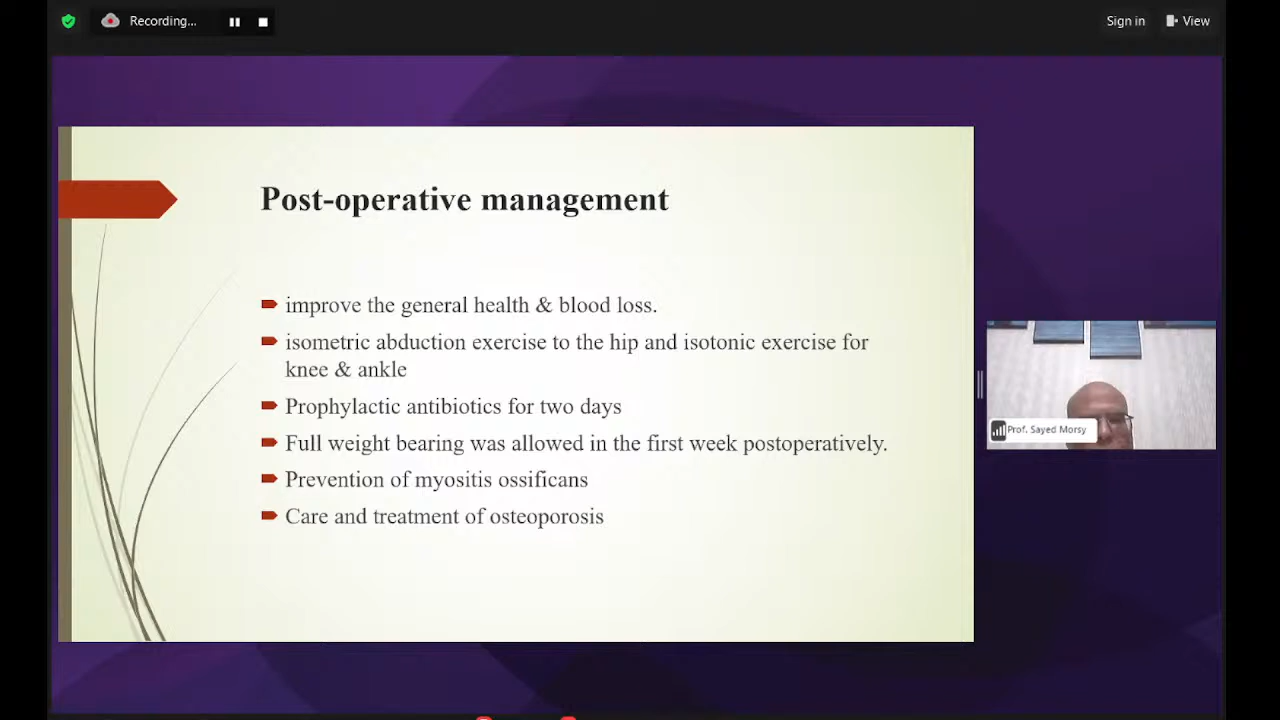 Recording...
Sign in
View
Post-operative management
improve the general health & blood loss.
isometric abduction exercise to the hip and isotonic exercise for
knee & ankle
Prophylactic antibiotics for two days
Full weight bearing was allowed in the first week postoperatively.
Prevention of myositis ossificans
Care and treatment of osteoporosis
Prof. Sayed Morsy